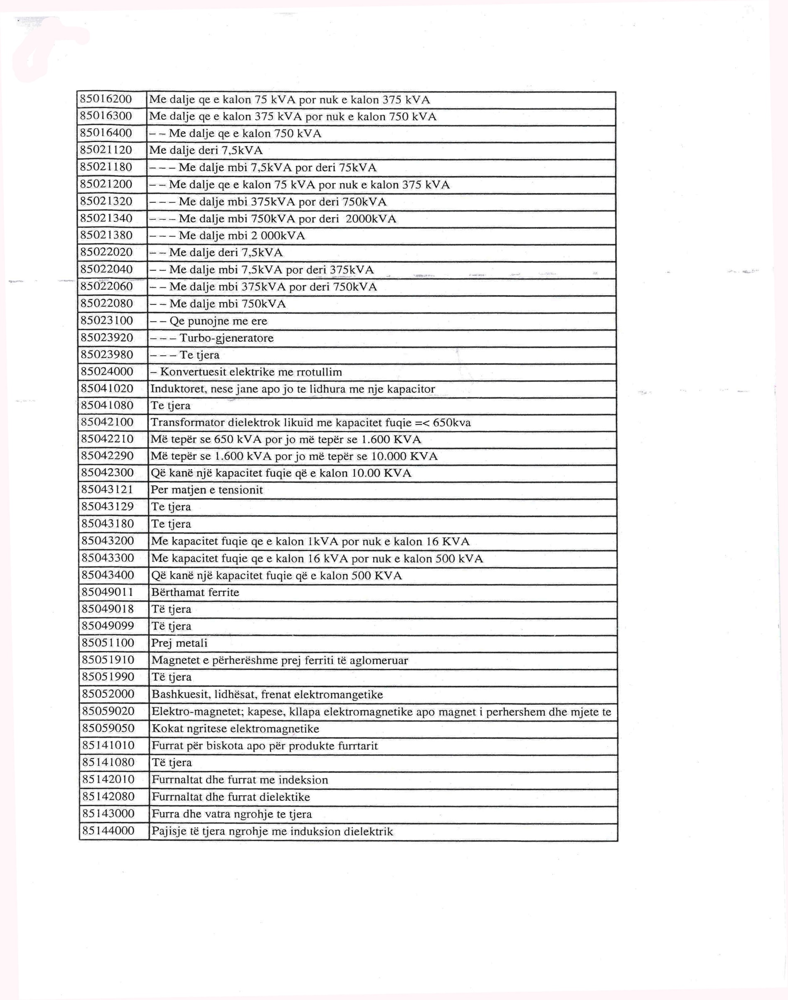 85016200 Me dalje qe e kalon 75 kVA por nuk e kalon 375 kVA
85016300 Me dalje qe e kalon 375 kVA por nuk e kalon 750 kVA
85016400 – – Me dalje qe e kalon 750 kVA
85021120 Me dalje deri 7,5kVA
85021180 – – – Me dalje mbi 7,5kVA por deri 75kVA
85021200 – – Me dalje qe e kalon 75 kVA por nuk e kalon 375 kVA
85021320 – – – Me dalje mbi 375kVA por deri 750kVA
85021340 – – – Me dalje mbi 750kVA por deri 2000kVA
85021380 – – – Me dalje mbi 2 000kVA
85022020 – – Me dalje deri 7,5kVA
85022040 – – Me dalje mbi 7,5kVA por deri 375kVA
85022060 – – Me dalje mbi 375kVA por deri 750kVA
85022080 – – Me dalje mbi 750kVA
85023100 – – Qe punojne me ere
85023920 – – – Turbo-gjeneratore
85023980 – – – Te tjera
85024000 – Konvertuesit elektrike me rrotullim
85041020 Induktoret, nese jane apo jo te lidhura me nje kapacitor
85041080 Te tjera
85042100 Transformator dielektrok likuid me kapacitet fuqie =< 650kva
85042210 Më tepër se 650 kVA por jo më tepër se 1.600 KVA
85042290 Më tepër se 1.600 kVA por jo më tepër se 10.000 KVA
85042300 Që kanë një kapacitet fuqie që e kalon 10.00 KVA
85043121 Per matjen e tensionit
85043129 Te tjera
85043180 Te tjera
85043200 Me kapacitet fuqie qe e kalon 1kVA por nuk e kalon 16 KVA
85043300 Me kapacitet fuqie qe e kalon 16 kVA por nuk e kalon 500 kVA
85043400 Që kanë një kapacitet fuqie që e kalon 500 KVA
85049011 Bërthamat ferrite
85049018 Të tjera
85049099 Të tjera
85051100 Prej metali
85051910 Magnetet e përherëshme prej ferriti të aglomeruar
85051990 Të tjera
85052000 Bashkuesit, lidhësat, frenat elektromangetike
85059020 Elektro-magnetet; kapese, kllapa elektromagnetike apo magnet i perhershem dhe mjete te
85059050 Kokat ngritese elektromagnetike
85141010 Furrat për biskota apo për produkte furrtarit
85141080 Të tjera
85142010 Furrnaltat dhe furrat me indeksion
85142080 Furrnaltat dhe furrat dielektike
85143000 Furra dhe vatra ngrohje te tjera
85144000 Pajisje të tjera ngrohje me induksion dielektrik